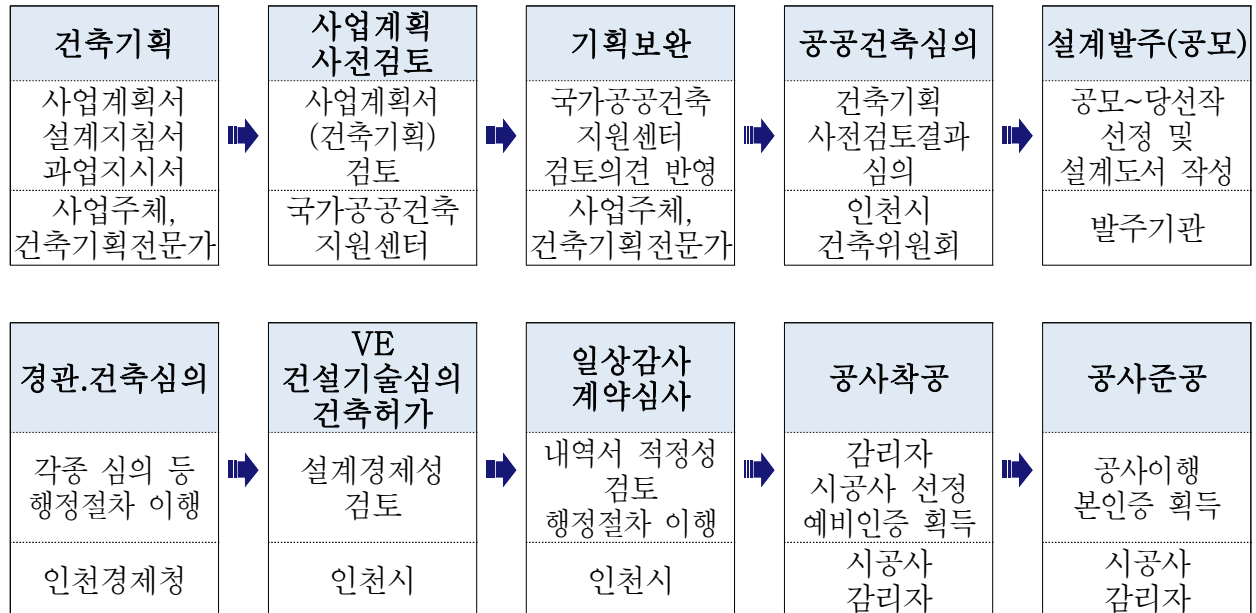 건축기획
사업계획서
설계지침서
과업지시서
사업주체,
건축기획전문가
사업계획
사전검토
사업계획서
(건축기획)
검토
국가공공건축
지원센터
기획보완
국가공공건축
지원센터
검토의견 반영
사업주체,
건축기획전문가
공공건축심의
건축기획
사전검토결과
심의
인천시
건축위원회
설계발주(공모)
공모~당선작
선정 및
설계도서 작성
발주기관
경관.건축심의
각종 심의 등
행정절차 이행
인천경제청
VE
건설기술심의
건축허가
설계경제성
검토
인천시
일상감사
계약심사
내역서 적정성
검토
행정절차 이행
인천시
공사착공
감리자
시공사 선정
예비인증 획득
시공사
감리자
공사준공
공사이행
본인증 획득
시공사
감리자